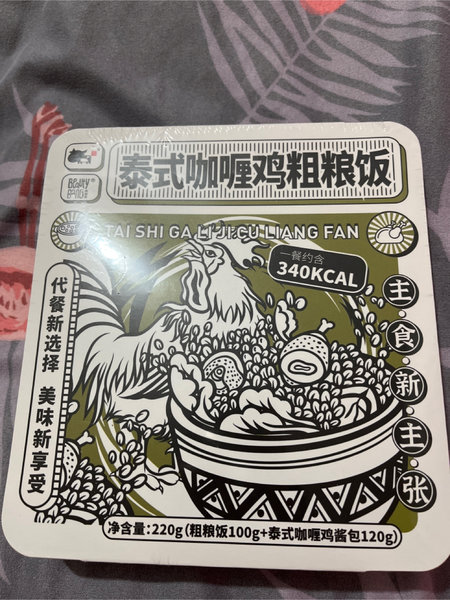 泰式咖喱鸡粗粮饭
TAI SHI GA LI JI CU LIANG FAN
一餐约含
340KCAL
代餐新选择 美味新享受
主·食·新·主·张
净含量:220g(粗粮饭100g+泰式咖喱鸡酱包120g)